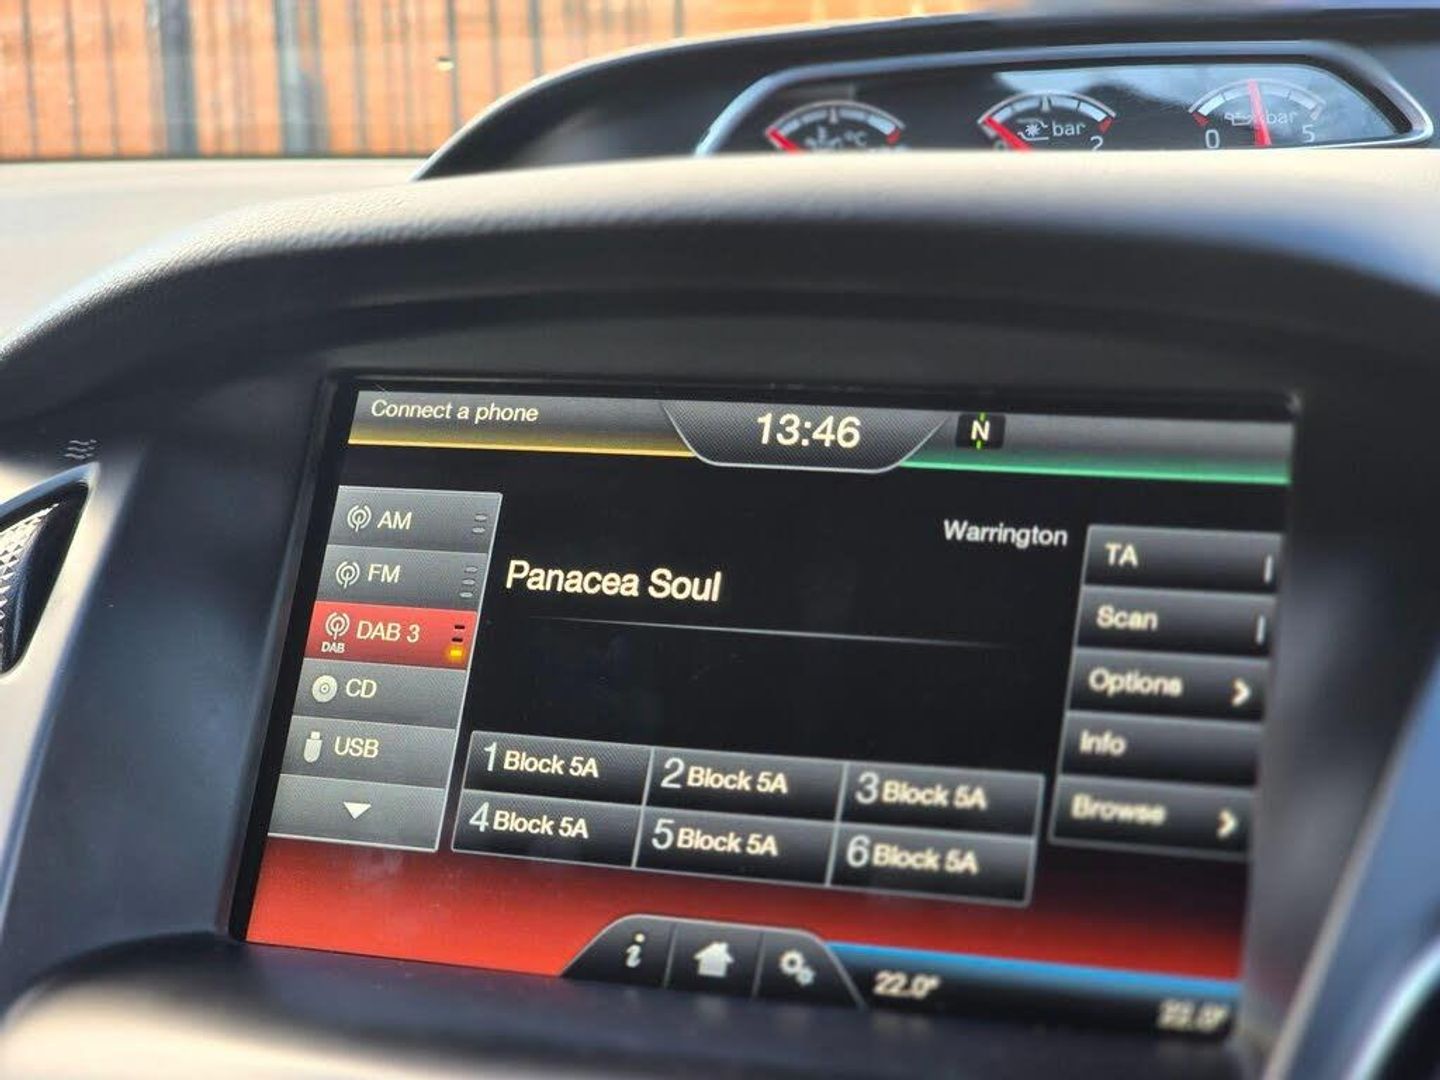 °C
bar
2
0
bar
5
Connect a phone
13:46
N
AM
Warrington
TA
FM
Panacea Soul
Scan
DAB 3
DAB
Options
CD
Info
USB
1 Block 5A
2 Block 5A
3 Block 5A
Browse
4 Block 5A
5 Block 5A
6 Block 5A
i
22.0°